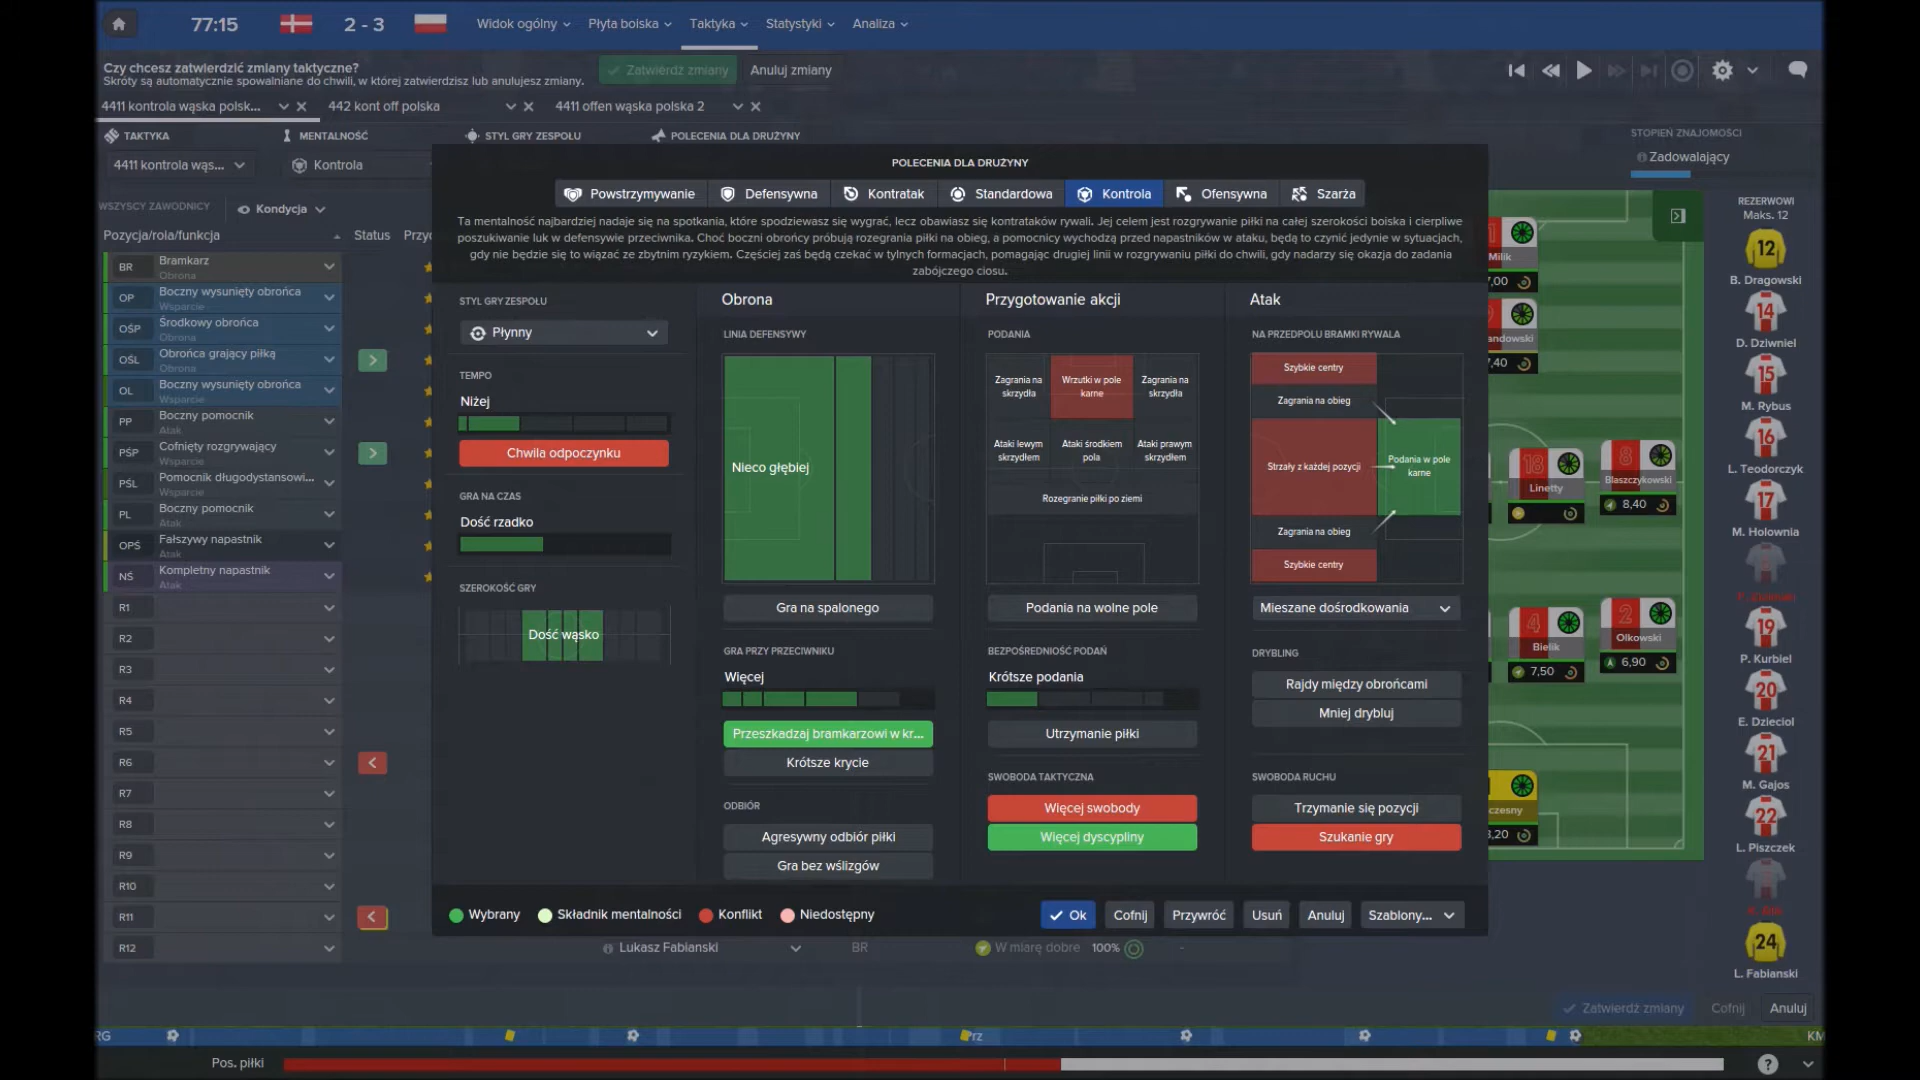 77:15
2 - 3
Widok ogólny
Płyta boiska
Taktyka
Statystyki
Analiza
Czy chcesz zatwierdzić zmiany taktyczne?
Skróty są automatycznie spowalniane do chwili, w której zatwierdzisz lub anulujesz zmiany.
Zatwierdź zmiany
Anuluj zmiany
4411 kontrola wąska polsk...
442 kont off polska
4411 offen wąska polska 2
TAKTYKA
MENTALNOŚĆ
STYL GRY ZESPOŁU
POLECENIA DLA DRUŻYNY
4411 kontrola wąs...
Kontrola
STOPIEŃ ZNAJOMOŚCI
Zadowalający
WSZYSCY ZAWODNICY
Kondycja
Pozycja/rola/funkcja
Status
BR
Bramkarz
Obrona
OP
Boczny wysunięty obrońca
Wsparcie
OŚP
Środkowy obrońca
Obrona
OŚL
Obrońca grający piłką
Obrona
OL
Boczny wysunięty obrońca
Wsparcie
PP
Boczny pomocnik
Atak
PŚP
Cofnięty rozgrywający
Wsparcie
PŚL
Pomocnik długodystansowi...
Wsparcie
PL
Boczny pomocnik
Atak
OPŚ
Fałszywy napastnik
Atak
NŚ
Kompletny napastnik
Atak
R1
R2
R3
R4
R5
R6
R7
R8
R9
R10
R11
R12
POLECENIA DLA DRUŻYNY
Powstrzymywanie
Defensywna
Kontratak
Standardowa
Kontrola
Ofensywna
Szarża
Ta mentalność najbardziej nadaje się na spotkania, które spodziewasz się wygrać, lecz obawiasz się kontrataków rywali. Jej celem jest rozgrywanie piłki na całej szerokości boiska i cierpliwe
poszukiwanie luk w defensywie przeciwnika. Choć boczni obrońcy próbują rozegrania piłki na obieg, a pomocnicy wychodzą przed napastników w ataku, będą to czynić jedynie w sytuacjach,
gdy nie będzie się to wiązać ze zbytnim ryzykiem. Częściej zaś będą czekać w tylnych formacjach, pomagając drugiej linii w rozgrywaniu piłki do chwili, gdy nadarzy się okazja do zadania
zabójczego ciosu.
STYL GRY ZESPOŁU
Płynny
TEMPO
Niżej
Chwila odpoczynku
GRA NA CZAS
Dość rzadko
SZEROKOŚĆ GRY
Dość wąsko
Obrona
LINIA DEFENSYWY
Nieco głębiej
Gra na spalonego
GRA PRZY PRZECIWNIKU
Więcej
Przeszkadzaj bramkarzowi w kr...
Krótsze krycie
ODBIÓR
Agresywny odbiór piłki
Gra bez wślizgów
Przygotowanie akcji
PODANIA
Zagrania na skrzydła
Wrzutki w pole karne
Zagrania na skrzydła
Ataki lewym skrzydłem
Ataki środkiem pola
Ataki prawym skrzydłem
Rozegranie piłki po ziemi
Podania na wolne pole
BEZPOŚREDNIOŚĆ PODAŃ
Krótsze podania
Utrzymanie piłki
SWOBODA TAKTYCZNA
Więcej swobody
Więcej dyscypliny
Atak
NA PRZEDPOLU BRAMKI RYWALA
Szybkie centry
Zagrania na obieg
Strzały z każdej pozycji
Podania w pole karne
Zagrania na obieg
Szybkie centry
Mieszane dośrodkowania
DRYBLING
Rajdy między obrońcami
Mniej drybluj
SWOBODA RUCHU
Trzymanie się pozycji
Szukanie gry
Wybrany
Składnik mentalności
Konflikt
Niedostępny
Ok
Cofnij
Przywróć
Usuń
Anuluj
Szablony...
Lukasz Fabianski
BR
W miarę dobre
100%
-
Milik
7,00
andowski
7,40
18
Linetty
8
Blaszczykowski
8,40
4
Bielik
7,50
2
Olkowski
6,90
czesny
REZERWOWI
Maks. 12
12
B. Dragowski
14
D. Dziwniel
15
M. Rybus
16
L. Teodorczyk
17
M. Holownia
19
P. Kurbiel
20
E. Dzieciol
21
M. Gajos
22
L. Piszczek
24
L. Fabianski
Zatwierdź zmiany
Cofnij
Anuluj
rz
KM
Pos. piłki
?